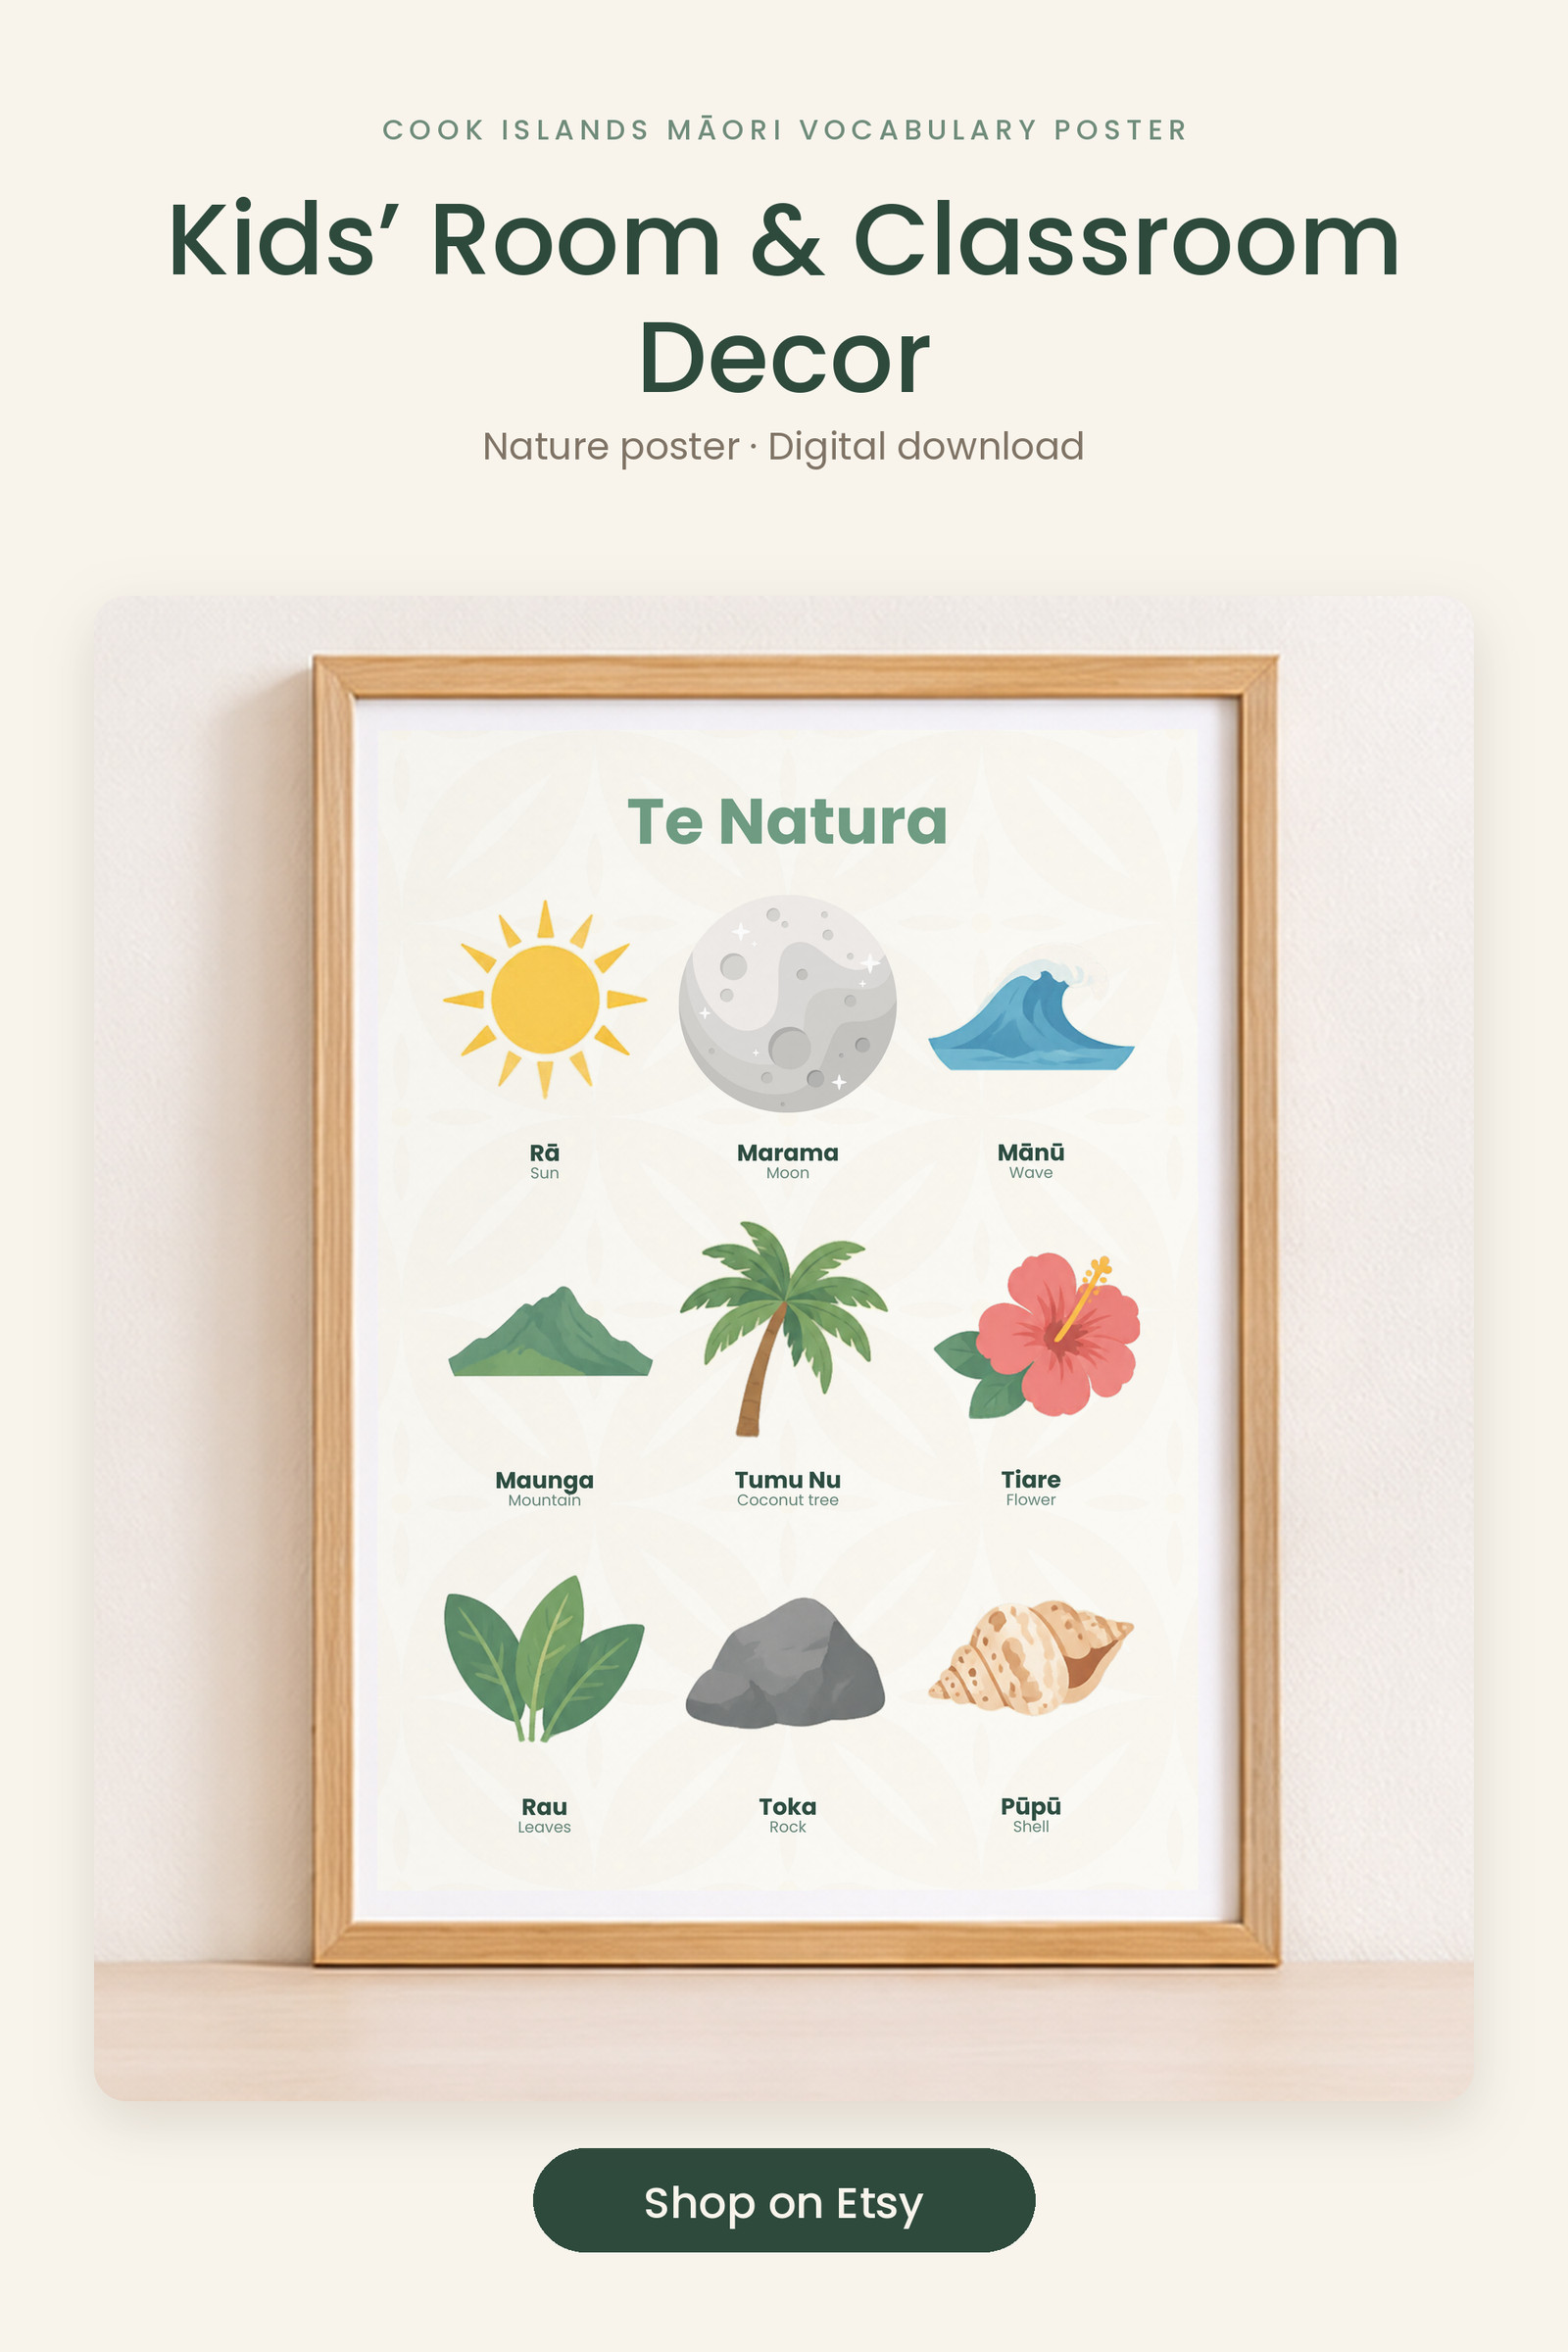 COOK ISLANDS MĀORI VOCABULARY POSTER
Kids’ Room & Classroom
Decor
Nature poster · Digital download
Te Natura
Rā
Sun
Marama
Moon
Mānū
Wave
Maunga
Mountain
Tumu Nu
Coconut tree
Tiare
Flower
Rau
Leaves
Toka
Rock
Pūpū
Shell
Shop on Etsy